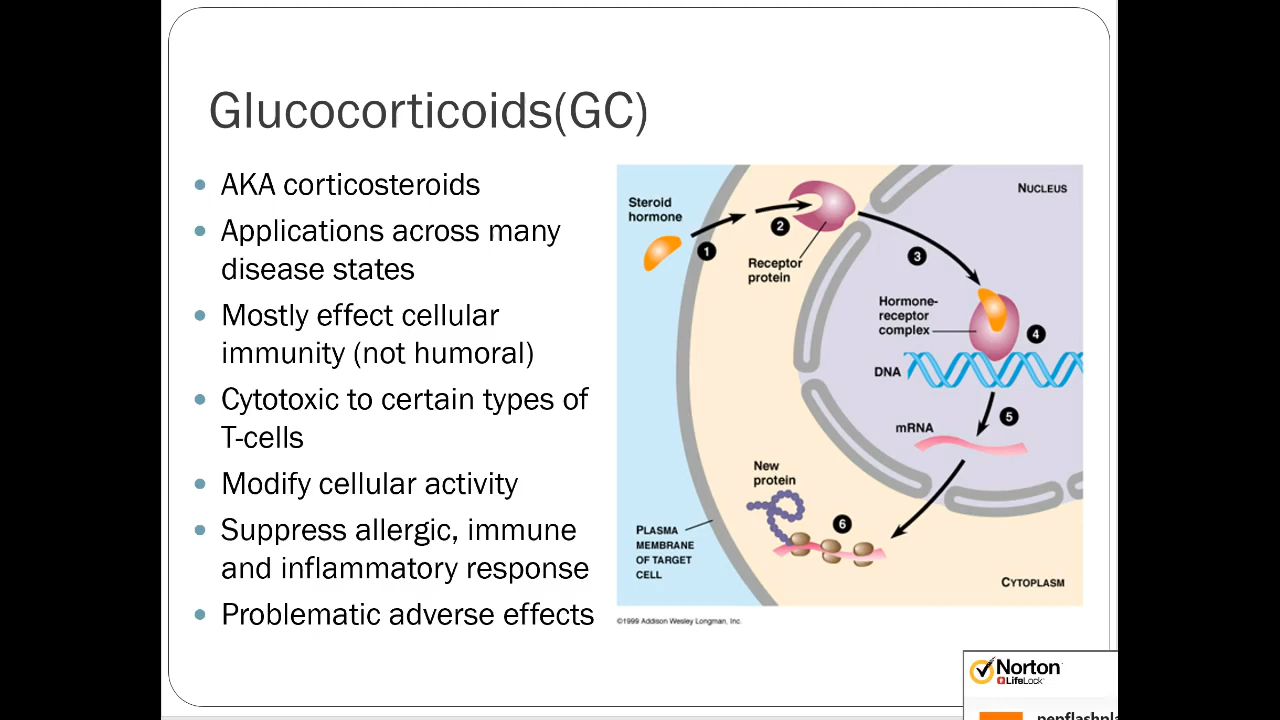 Glucocorticoids(GC)
AKA corticosteroids
Applications across many
disease states
Mostly effect cellular
immunity (not humoral)
Cytotoxic to certain types of
T-cells
Modify cellular activity
Suppress allergic, immune
and inflammatory response
Problematic adverse effects
NUCLEUS
Steroid
hormone
1
2
Receptor
protein
3
Hormone-
receptor
complex
4
DNA
5
mRNA
New
protein
6
PLASMA
MEMBRANE
OF TARGET
CELL
CYTOPLASM
©1999 Addison Wesley Longman, Inc.
Norton
LifeLock